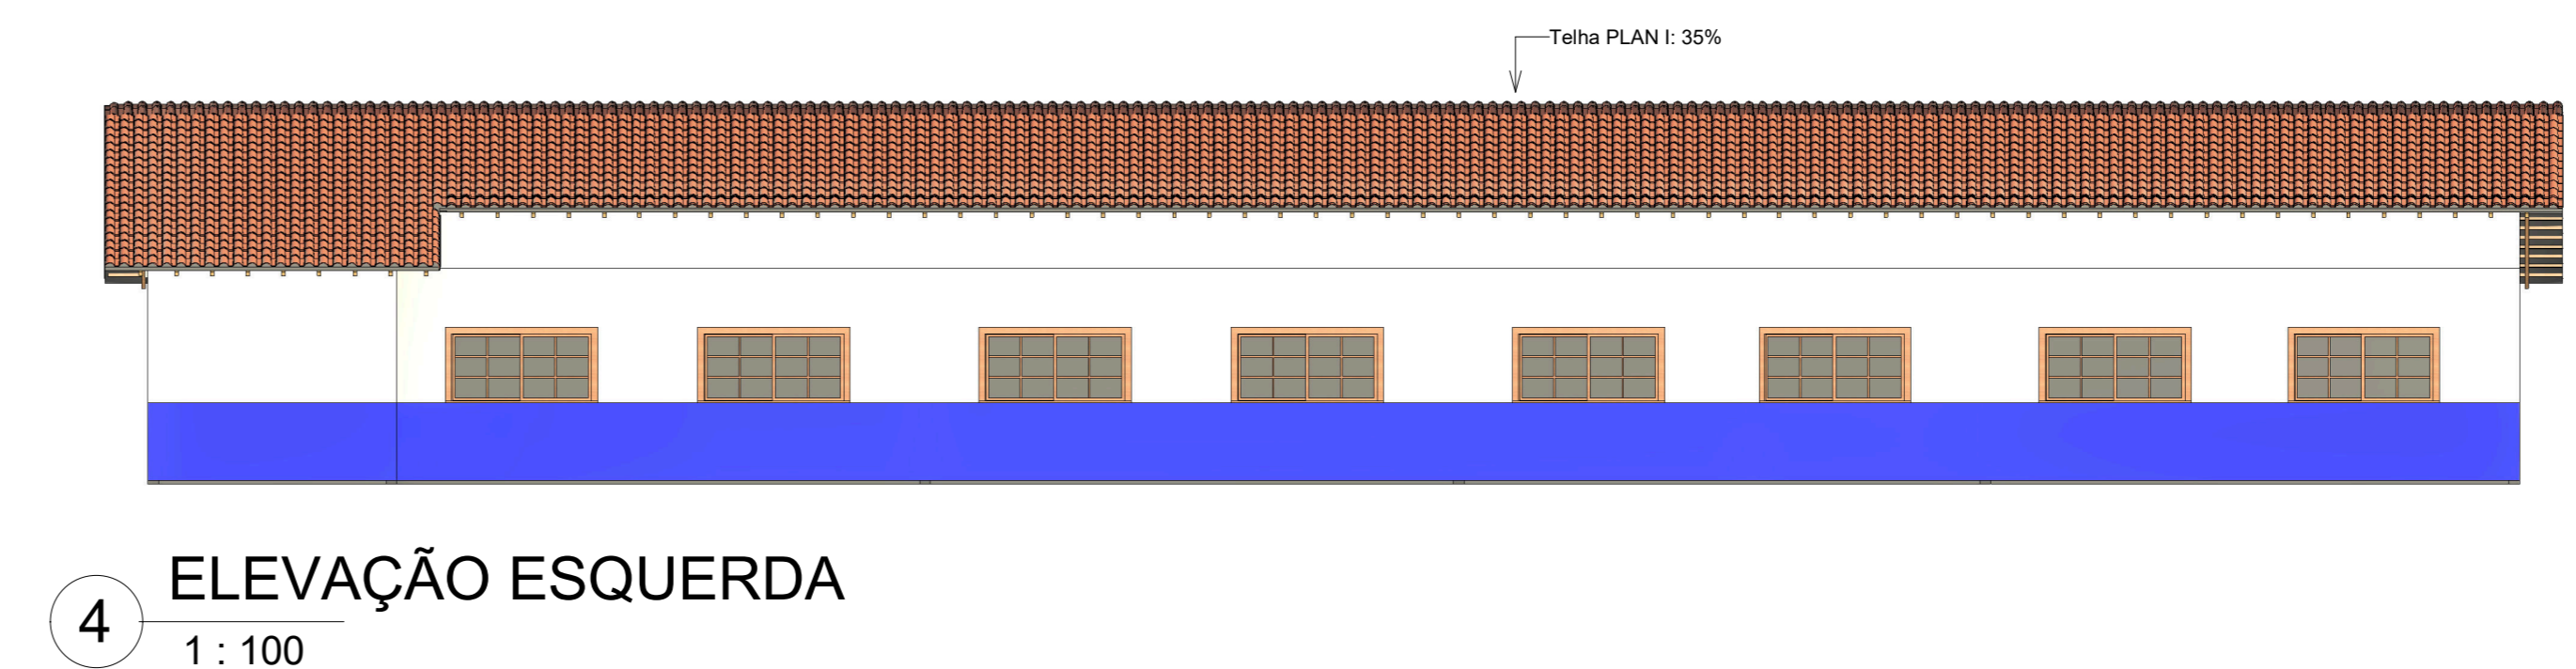 Telha PLAN I: 35%
4
ELEVAÇÃO ESQUERDA
1 : 100